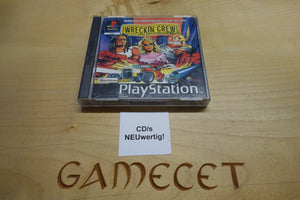 WRECKIN CREW
PlayStation
CD/s
NEUwertig!
GAMECET